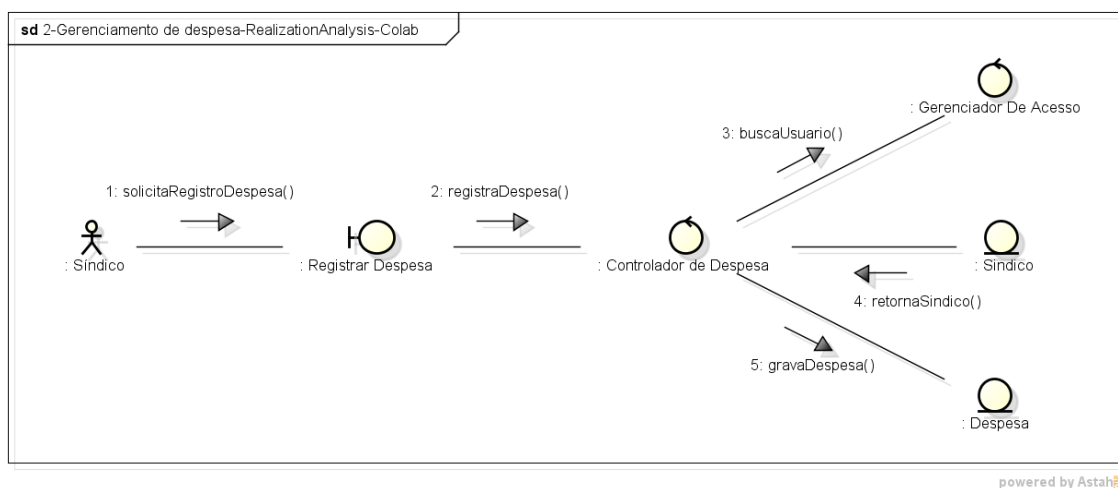 sd 2-Gerenciamento de despesa-RealizationAnalysis-Colab
: Gerenciador De Acesso
3: buscaUsuario()
1: solicitaRegistroDespesa()
2: registraDespesa()
: Síndico
: Registrar Despesa
: Controlador de Despesa
: Sindico
4: retornaSindico()
5: gravaDespesa()
: Despesa
powered by Astah